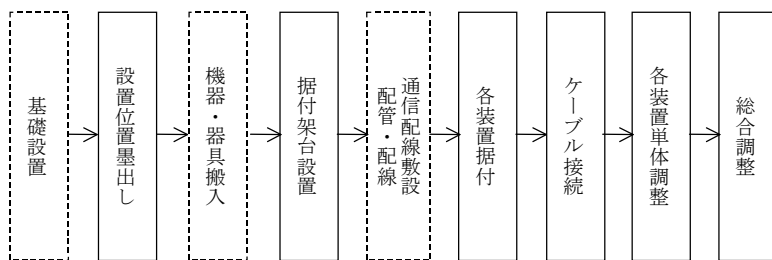 基礎設置
設置位置墨出し
機器・器具搬入
据付架台設置
通信配線敷設
配管・配線
各装置据付
ケーブル接続
各装置単体調整
総合調整